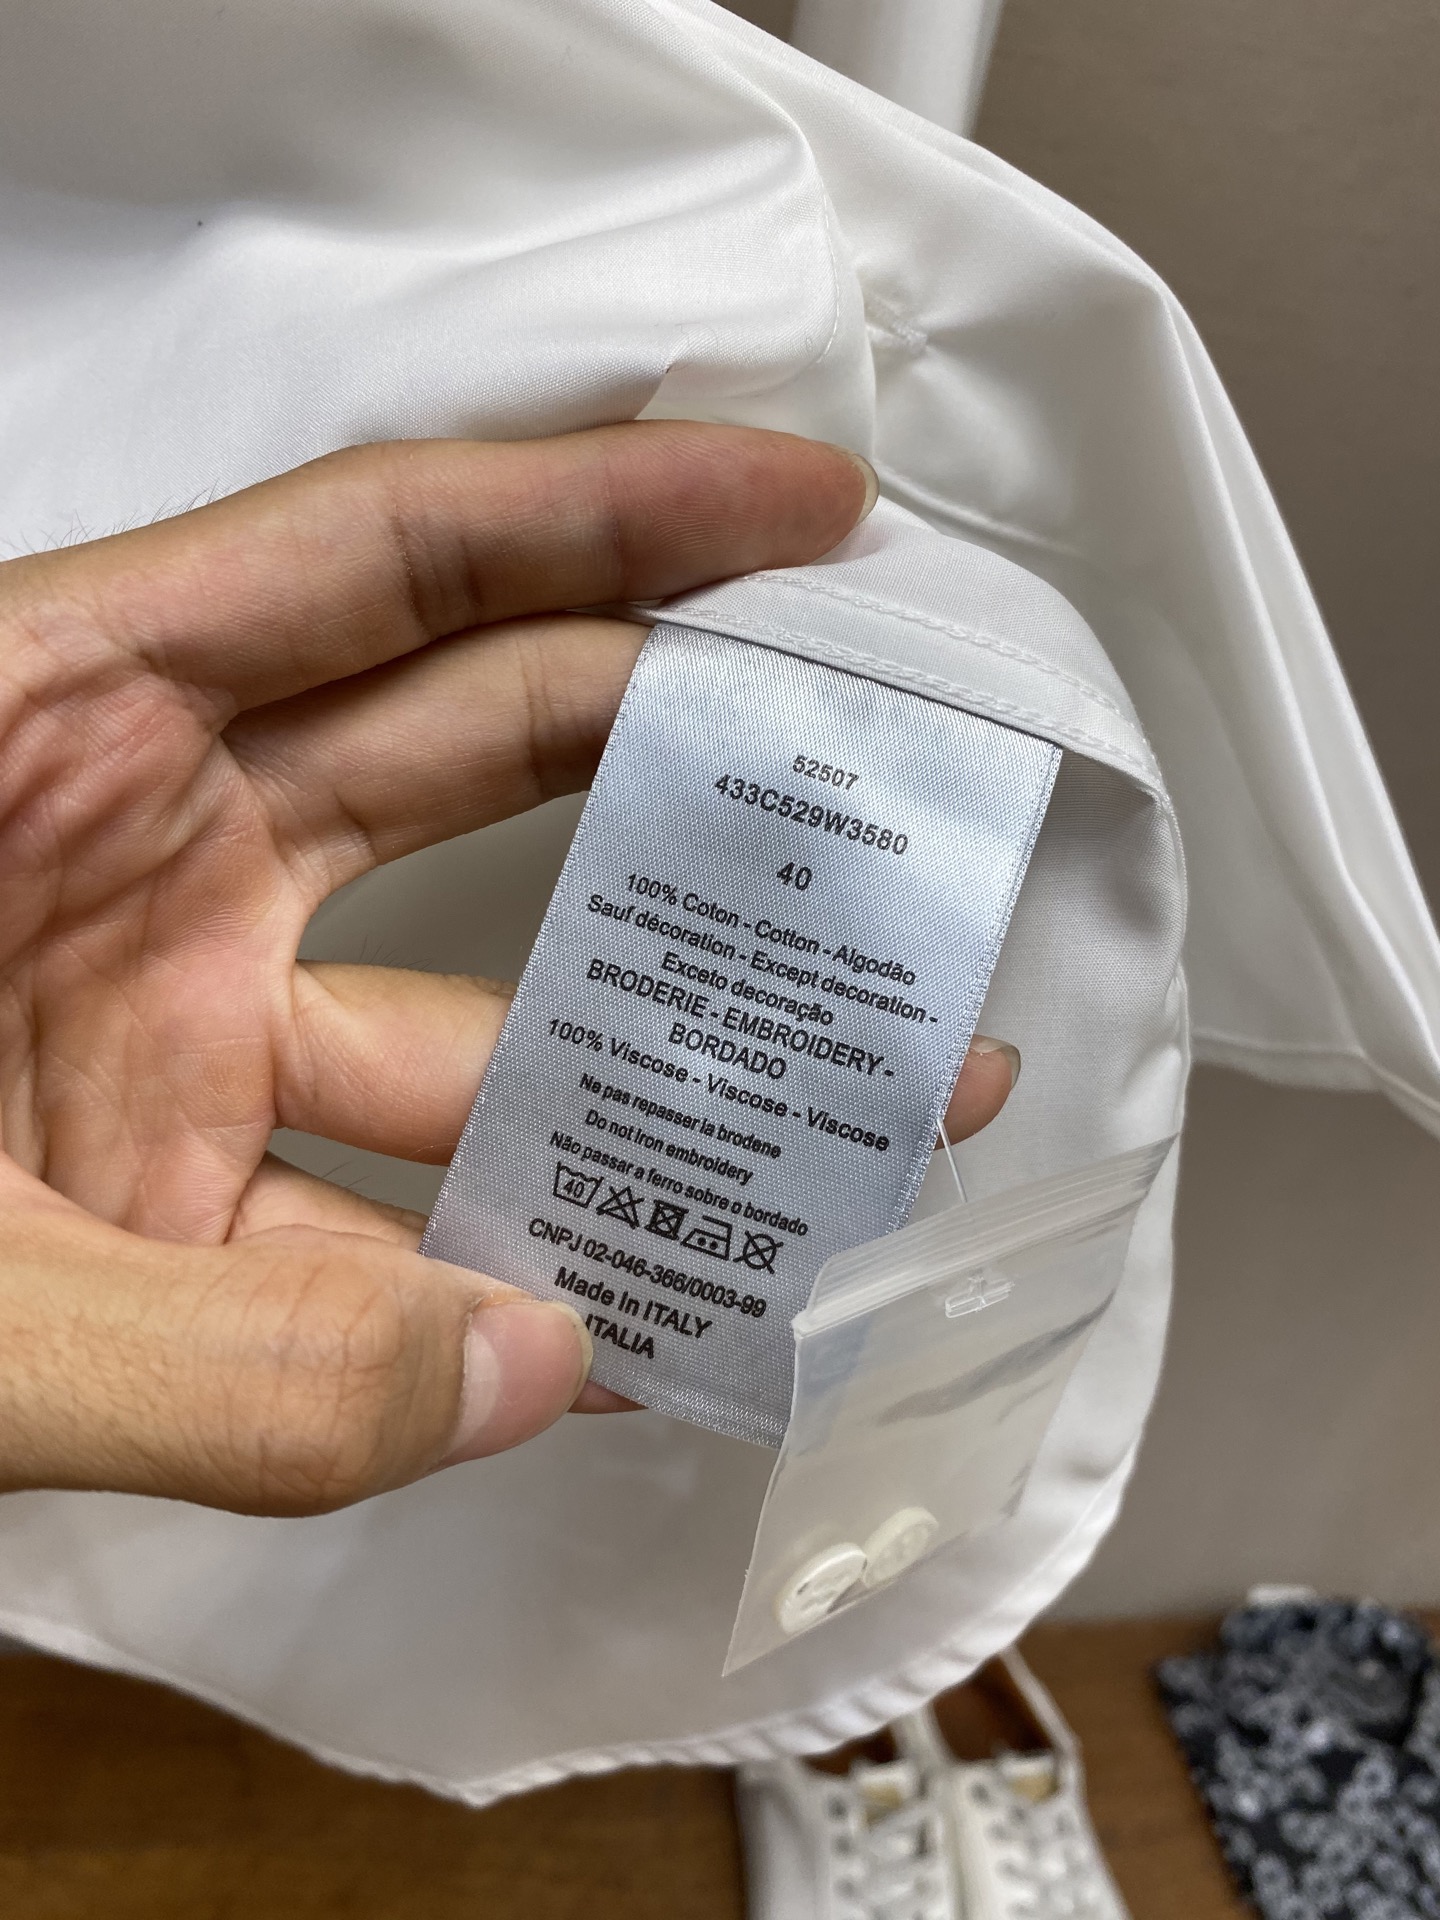 52507
433C529W3580
40
100% Coton - Cotton - Algodão
Sauf décoration - Except decoration -
Exceto decoração
BRODERIE - EMBROIDERY -
BORDADO
100% Viscose - Viscose - Viscose
Ne pas repasser la broderie
Do not Iron embroidery
Não passar a ferro sobre o bordado
40
CNPJ 02-046-366/0003-99
Made In ITALY
ITALIA